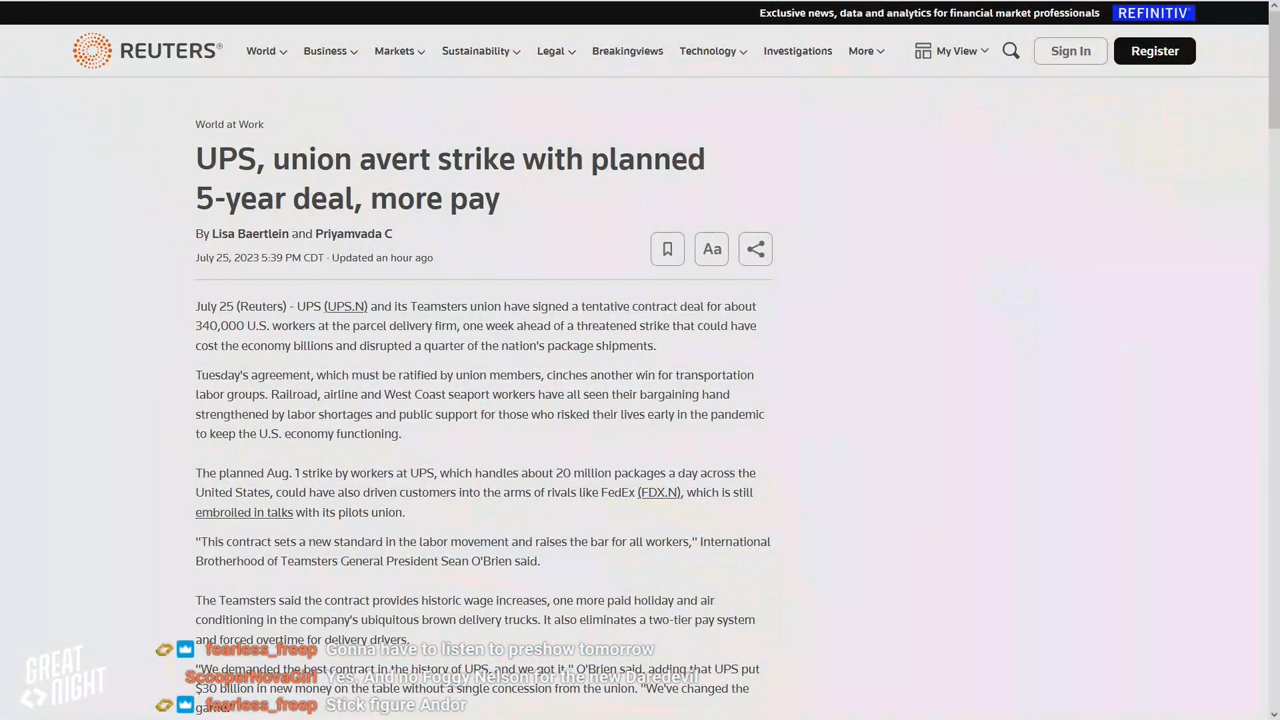 Exclusive news, data and analytics for financial market professionals REFINITIV
REUTERS® World Business Markets Sustainability Legal Breakingviews Technology Investigations More My View Sign In Register
World at Work
UPS, union avert strike with planned
5-year deal, more pay
By Lisa Baertlein and Priyamvada C
July 25, 2023 5:39 PM CDT · Updated an hour ago
Aa
July 25 (Reuters) - UPS (UPS.N) and its Teamsters union have signed a tentative contract deal for about
340,000 U.S. workers at the parcel delivery firm, one week ahead of a threatened strike that could have
cost the economy billions and disrupted a quarter of the nation's package shipments.
Tuesday's agreement, which must be ratified by union members, cinches another win for transportation
labor groups. Railroad, airline and West Coast seaport workers have all seen their bargaining hand
strengthened by labor shortages and public support for those who risked their lives early in the pandemic
to keep the U.S. economy functioning.
The planned Aug. 1 strike by workers at UPS, which handles about 20 million packages a day across the
United States, could have also driven customers into the arms of rivals like FedEx (FDX.N), which is still
embroiled in talks with its pilots union.
"This contract sets a new standard in the labor movement and raises the bar for all workers," International
Brotherhood of Teamsters General President Sean O'Brien said.
The Teamsters said the contract provides historic wage increases, one more paid holiday and air
conditioning in the company's ubiquitous brown delivery trucks. It also eliminates a two-tier pay system
and forced overtime for delivery drivers.
fearless_freep Gonna have to listen to preshow tomorrow
"We demanded the best contract in the history of UPS, and we got it," O'Brien said, adding that UPS put
ScooperNovaGirl Yes. And no Foggy Nelson for the new Daredevil
$30 billion in new money on the table without a single concession from the union. "We've changed the
game.
fearless_freep Stick figure Andor
GREAT
NIGHT